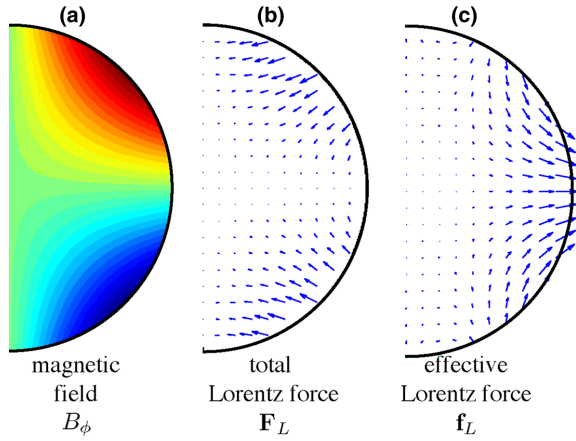 (a) (b) (c)
magnetic total effective
field Lorentz force Lorentz force
B_ϕ F_L f_L